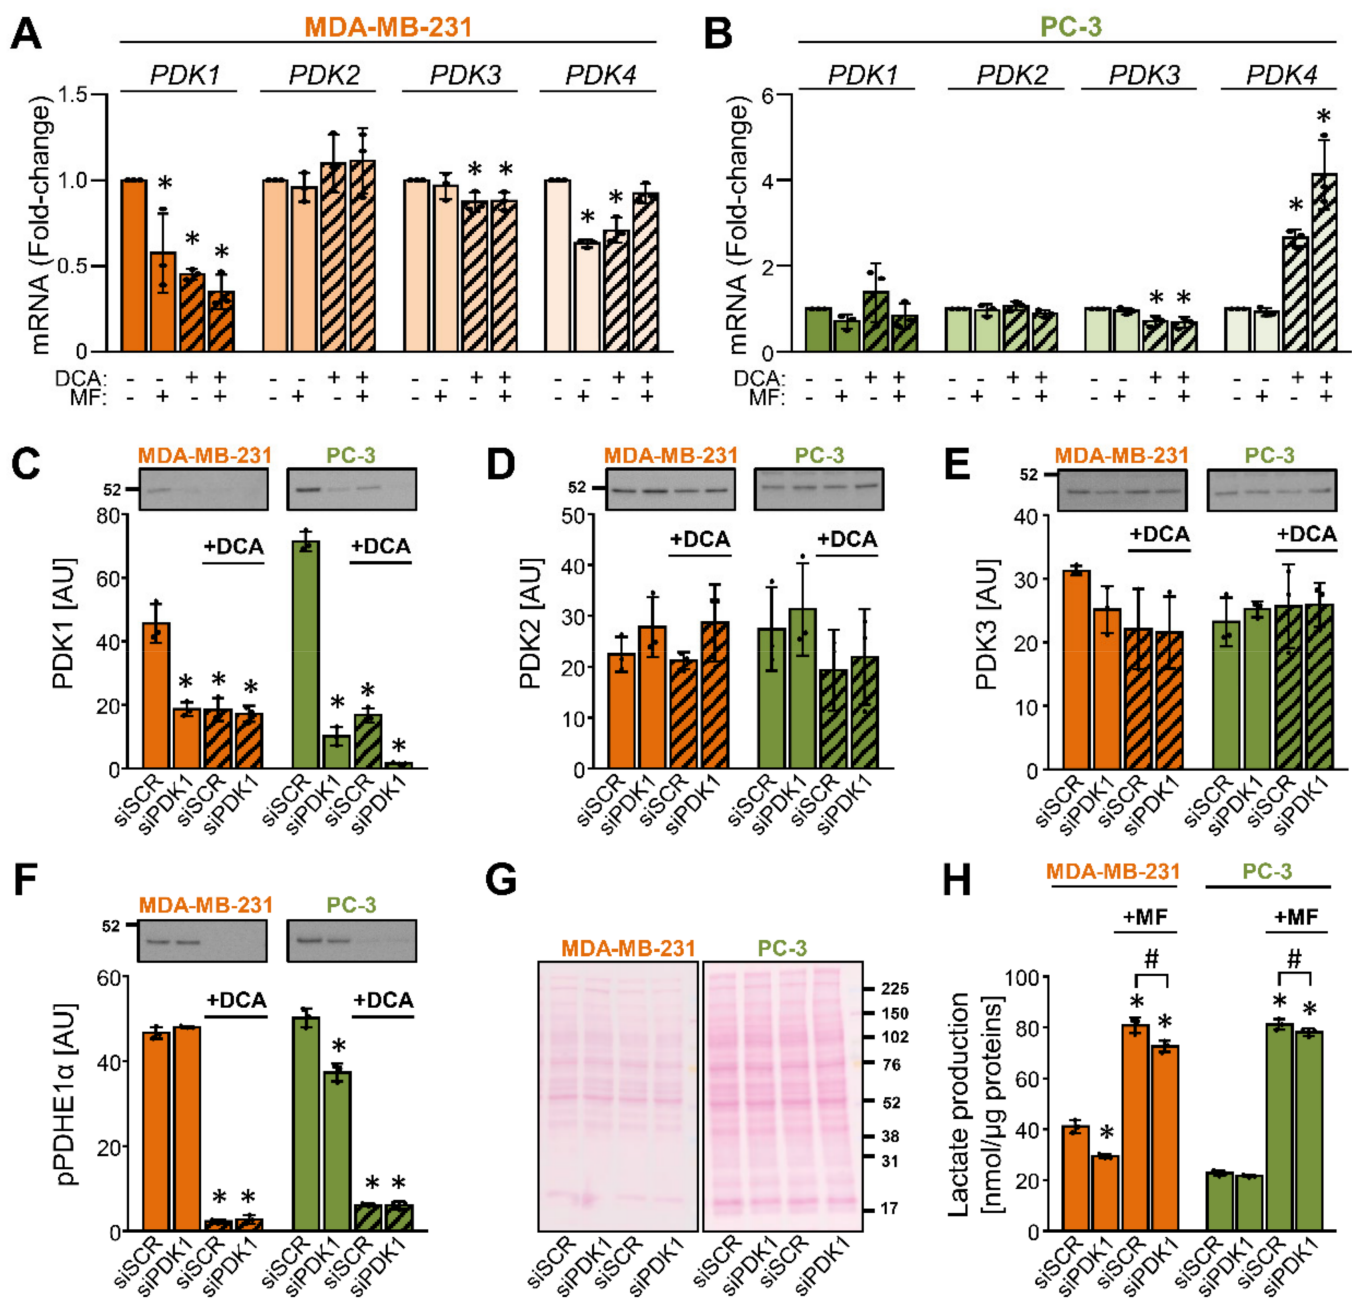 A
MDA-MB-231
PDK1 PDK2 PDK3 PDK4
mRNA (Fold-change)
1.5
1.0
0.5
0
* * * * * * *
DCA: - - + + - - + + - - + + - - + +
MF: - + - + - + - + - + - + - + - +
B
PC-3
PDK1 PDK2 PDK3 PDK4
mRNA (Fold-change)
6
4
2
0
* * * *
DCA: - - + + - - + + - - + + - - + +
MF: - + - + - + - + - + - + - + - +
C
MDA-MB-231 PC-3
52
PDK1 [AU]
80
60
40
20
0
+DCA +DCA
* * * * * *
siSCR siPDK1 siSCR siPDK1 siSCR siPDK1 siSCR siPDK1
D
MDA-MB-231 PC-3
52
PDK2 [AU]
50
40
30
20
10
0
+DCA +DCA
siSCR siPDK1 siSCR siPDK1 siSCR siPDK1 siSCR siPDK1
E
MDA-MB-231 PC-3
52
PDK3 [AU]
40
30
20
10
0
+DCA +DCA
siSCR siPDK1 siSCR siPDK1 siSCR siPDK1 siSCR siPDK1
F
MDA-MB-231 PC-3
52
pPDHE1α [AU]
60
40
20
0
+DCA +DCA
* * * * *
siSCR siPDK1 siSCR siPDK1 siSCR siPDK1 siSCR siPDK1
G
MDA-MB-231 PC-3
225
150
102
76
52
38
31
17
siSCR siPDK1 siSCR siPDK1 siSCR siPDK1 siSCR siPDK1
H
MDA-MB-231 PC-3
+MF +MF
# #
Lactate production
[nmol/µg proteins]
100
80
60
40
20
0
* * * * *
siSCR siPDK1 siSCR siPDK1 siSCR siPDK1 siSCR siPDK1